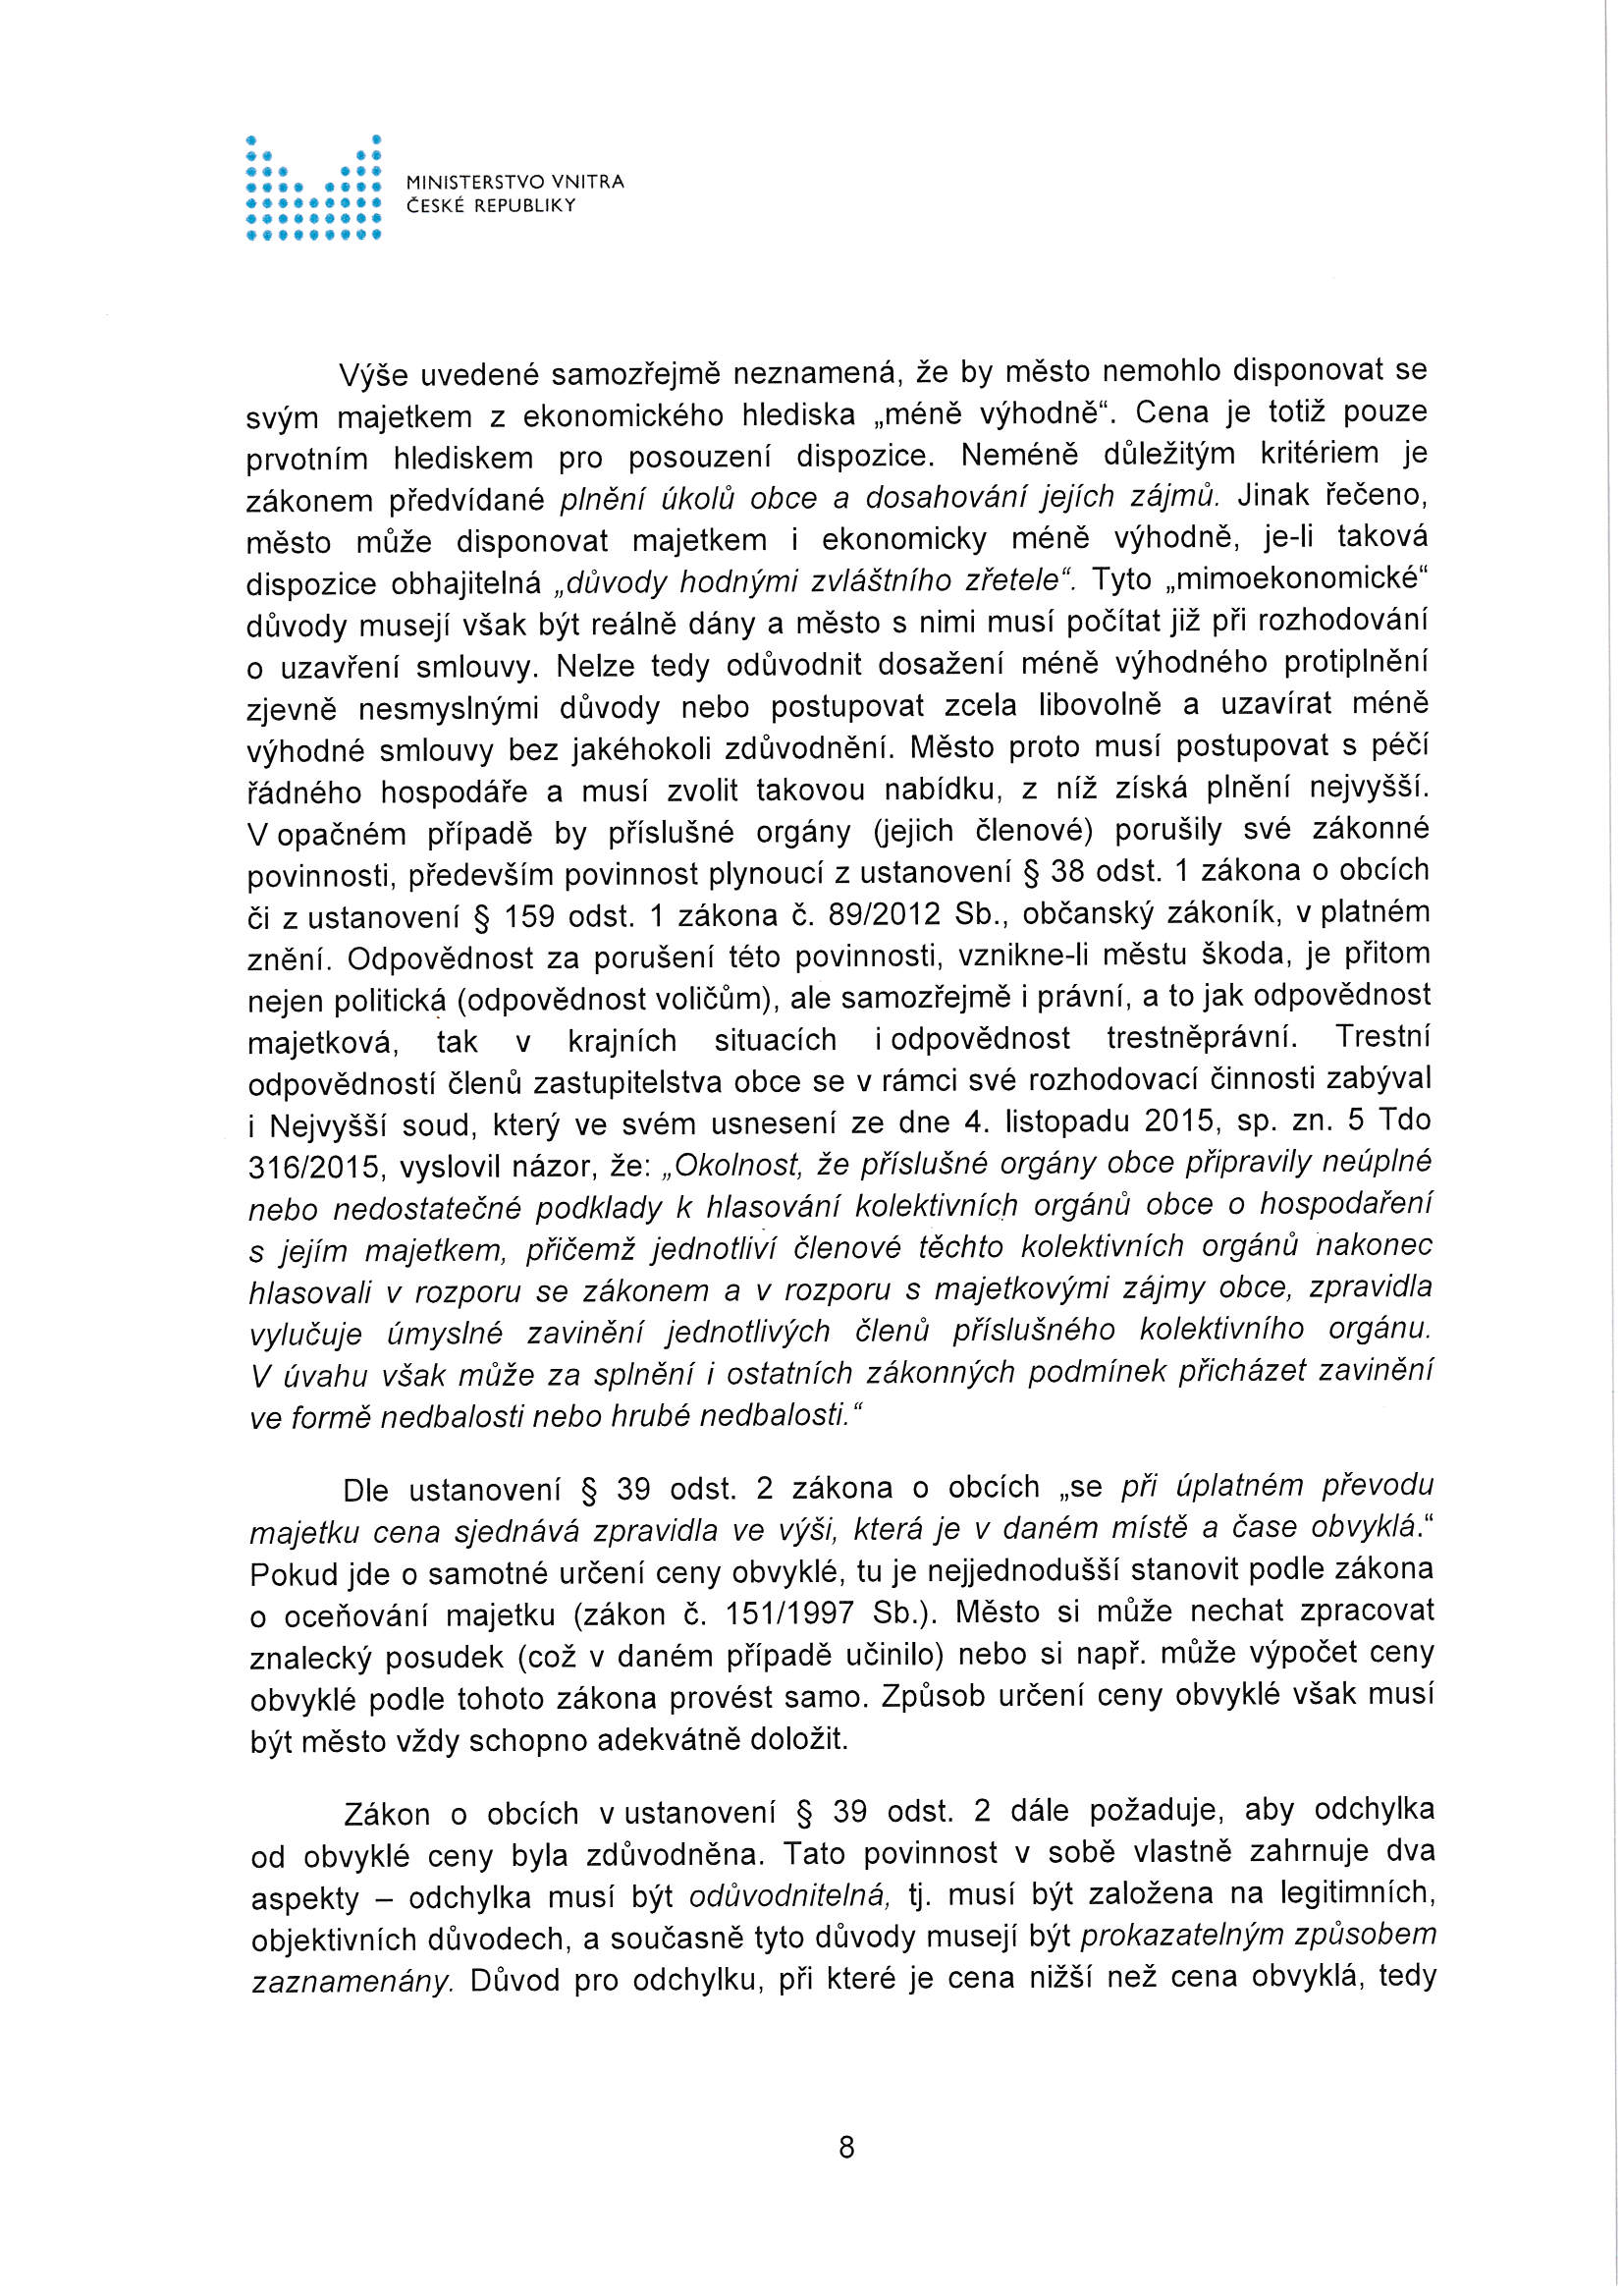 MINISTERSTVO VNITRA
ČESKÉ REPUBLIKY
Výše uvedené samozřejmě neznamená, že by město nemohlo disponovat se
svým majetkem z ekonomického hlediska „méně výhodně“. Cena je totiž pouze
prvotním hlediskem pro posouzení dispozice. Neméně důležitým kritériem je
zákonem předvídané plnění úkolů obce a dosahování jejích zájmů. Jinak řečeno,
město může disponovat majetkem i ekonomicky méně výhodně, je-li taková
dispozice obhajitelná „důvody hodnými zvláštního zřetele“. Tyto „mimoekonomické“
důvody musejí však být reálně dány a město s nimi musí počítat již při rozhodování
o uzavření smlouvy. Nelze tedy odůvodnit dosažení méně výhodného protiplnění
zjevně nesmyslnými důvody nebo postupovat zcela libovolně a uzavírat méně
výhodné smlouvy bez jakéhokoli zdůvodnění. Město proto musí postupovat s péčí
řádného hospodáře a musí zvolit takovou nabídku, z níž získá plnění nejvyšší.
V opačném případě by příslušné orgány (jejich členové) porušily své zákonné
povinnosti, především povinnost plynoucí z ustanovení § 38 odst. 1 zákona o obcích
či z ustanovení § 159 odst. 1 zákona č. 89/2012 Sb., občanský zákoník, v platném
znění. Odpovědnost za porušení této povinnosti, vznikne-li městu škoda, je přitom
nejen politická (odpovědnost voličům), ale samozřejmě i právní, a to jak odpovědnost
majetková, tak v krajních situacích i odpovědnost trestněprávní. Trestní
odpovědností členů zastupitelstva obce se v rámci své rozhodovací činnosti zabýval
i Nejvyšší soud, který ve svém usnesení ze dne 4. listopadu 2015, sp. zn. 5 Tdo
316/2015, vyslovil názor, že: „Okolnost, že příslušné orgány obce připravily neúplné
nebo nedostatečné podklady k hlasování kolektivních orgánů obce o hospodaření
s jejím majetkem, přičemž jednotliví členové těchto kolektivních orgánů nakonec
hlasovali v rozporu se zákonem a v rozporu s majetkovými zájmy obce, zpravidla
vylučuje úmyslné zavinění jednotlivých členů příslušného kolektivního orgánu.
V úvahu však může za splnění i ostatních zákonných podmínek přicházet zavinění
ve formě nedbalosti nebo hrubé nedbalosti.“
Dle ustanovení § 39 odst. 2 zákona o obcích „se při úplatném převodu
majetku cena sjednává zpravidla ve výši, která je v daném místě a čase obvyklá.“
Pokud jde o samotné určení ceny obvyklé, tu je nejjednodušší stanovit podle zákona
o oceňování majetku (zákon č. 151/1997 Sb.). Město si může nechat zpracovat
znalecký posudek (což v daném případě učinilo) nebo si např. může výpočet ceny
obvyklé podle tohoto zákona provést samo. Způsob určení ceny obvyklé však musí
být město vždy schopno adekvátně doložit.
Zákon o obcích v ustanovení § 39 odst. 2 dále požaduje, aby odchylka
od obvyklé ceny byla zdůvodněna. Tato povinnost v sobě vlastně zahrnuje dva
aspekty – odchylka musí být odůvodnitelná, tj. musí být založena na legitimních,
objektivních důvodech, a současně tyto důvody musejí být prokazatelným způsobem
zaznamenány. Důvod pro odchylku, při které je cena nižší než cena obvyklá, tedy
8